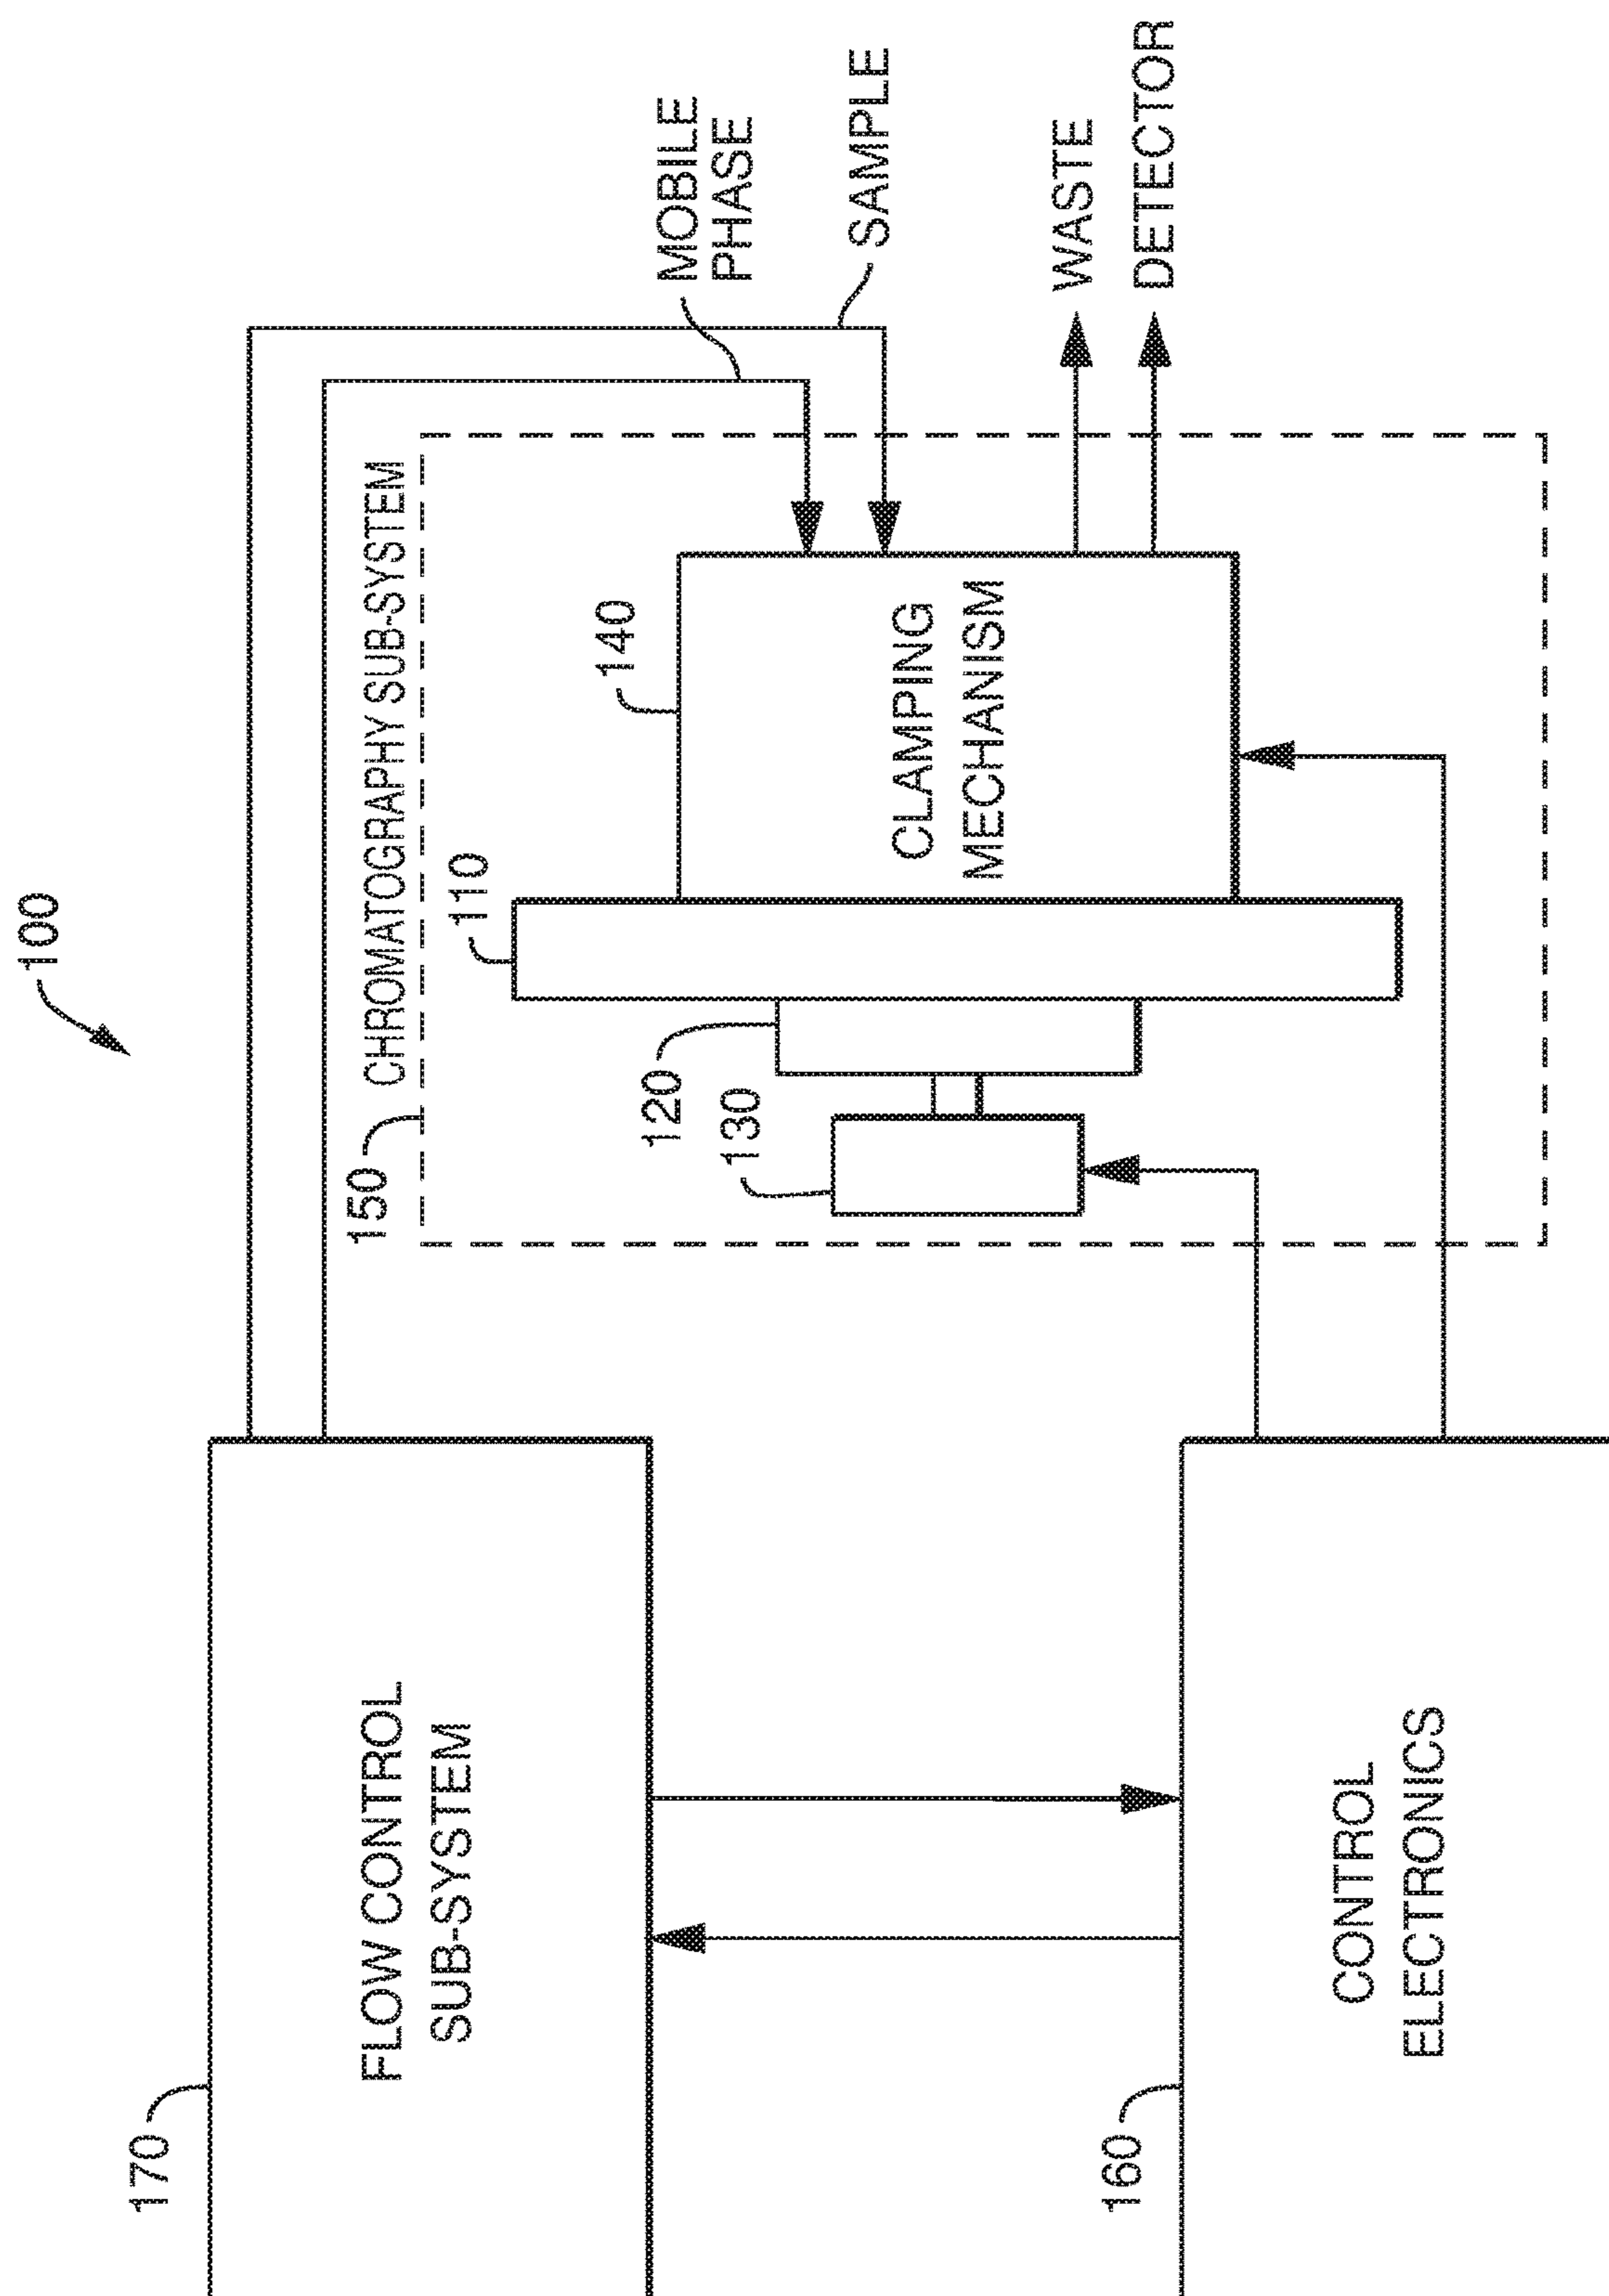 100
170
FLOW CONTROL
SUB-SYSTEM
150
CHROMATOGRAPHY SUB-SYSTEM
110
140
120
130
CLAMPING
MECHANISM
MOBILE
PHASE
SAMPLE
WASTE
DETECTOR
160
CONTROL
ELECTRONICS